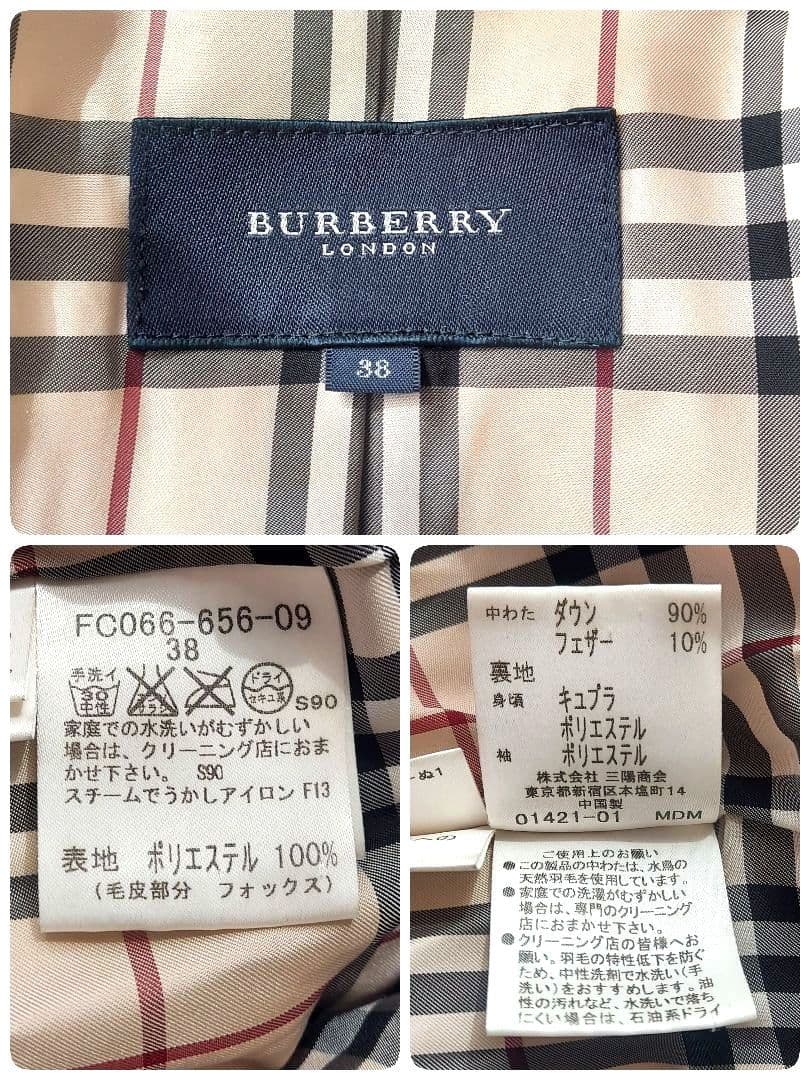 BURBERRY
LONDON
38
FC066-656-09
38
手洗イ
30
中性
エンソ
サラシ
ドライ
セキユ系
S90
家庭での水洗いがむずかしい
場合は、クリーニング店におま
かせ下さい。 S90
スチームでうかしアイロン F13
表地 ポリエステル 100%
(毛皮部分 フォックス)
中わた ダウン 90%
フェザー 10%
裏地
身頃 キュプラ
ポリエステル
袖 ポリエステル
株式会社 三陽商会
東京都新宿区本塩町14
中国製
01421-01 MDM
ご使用上のお願い
●この製品の中わたは、水鳥の
天然羽毛を使用しています。
●家庭での洗濯がむずかしい
場合は、専門のクリーニング
店におまかせ下さい。
●クリーニング店の皆様へお
願い。羽毛の特性低下を防ぐ
ため、中性洗剤で水洗い(手
洗い)をおすすめします。油
性の汚れなど、水洗いで落ち
にくい場合は、石油系ドライ